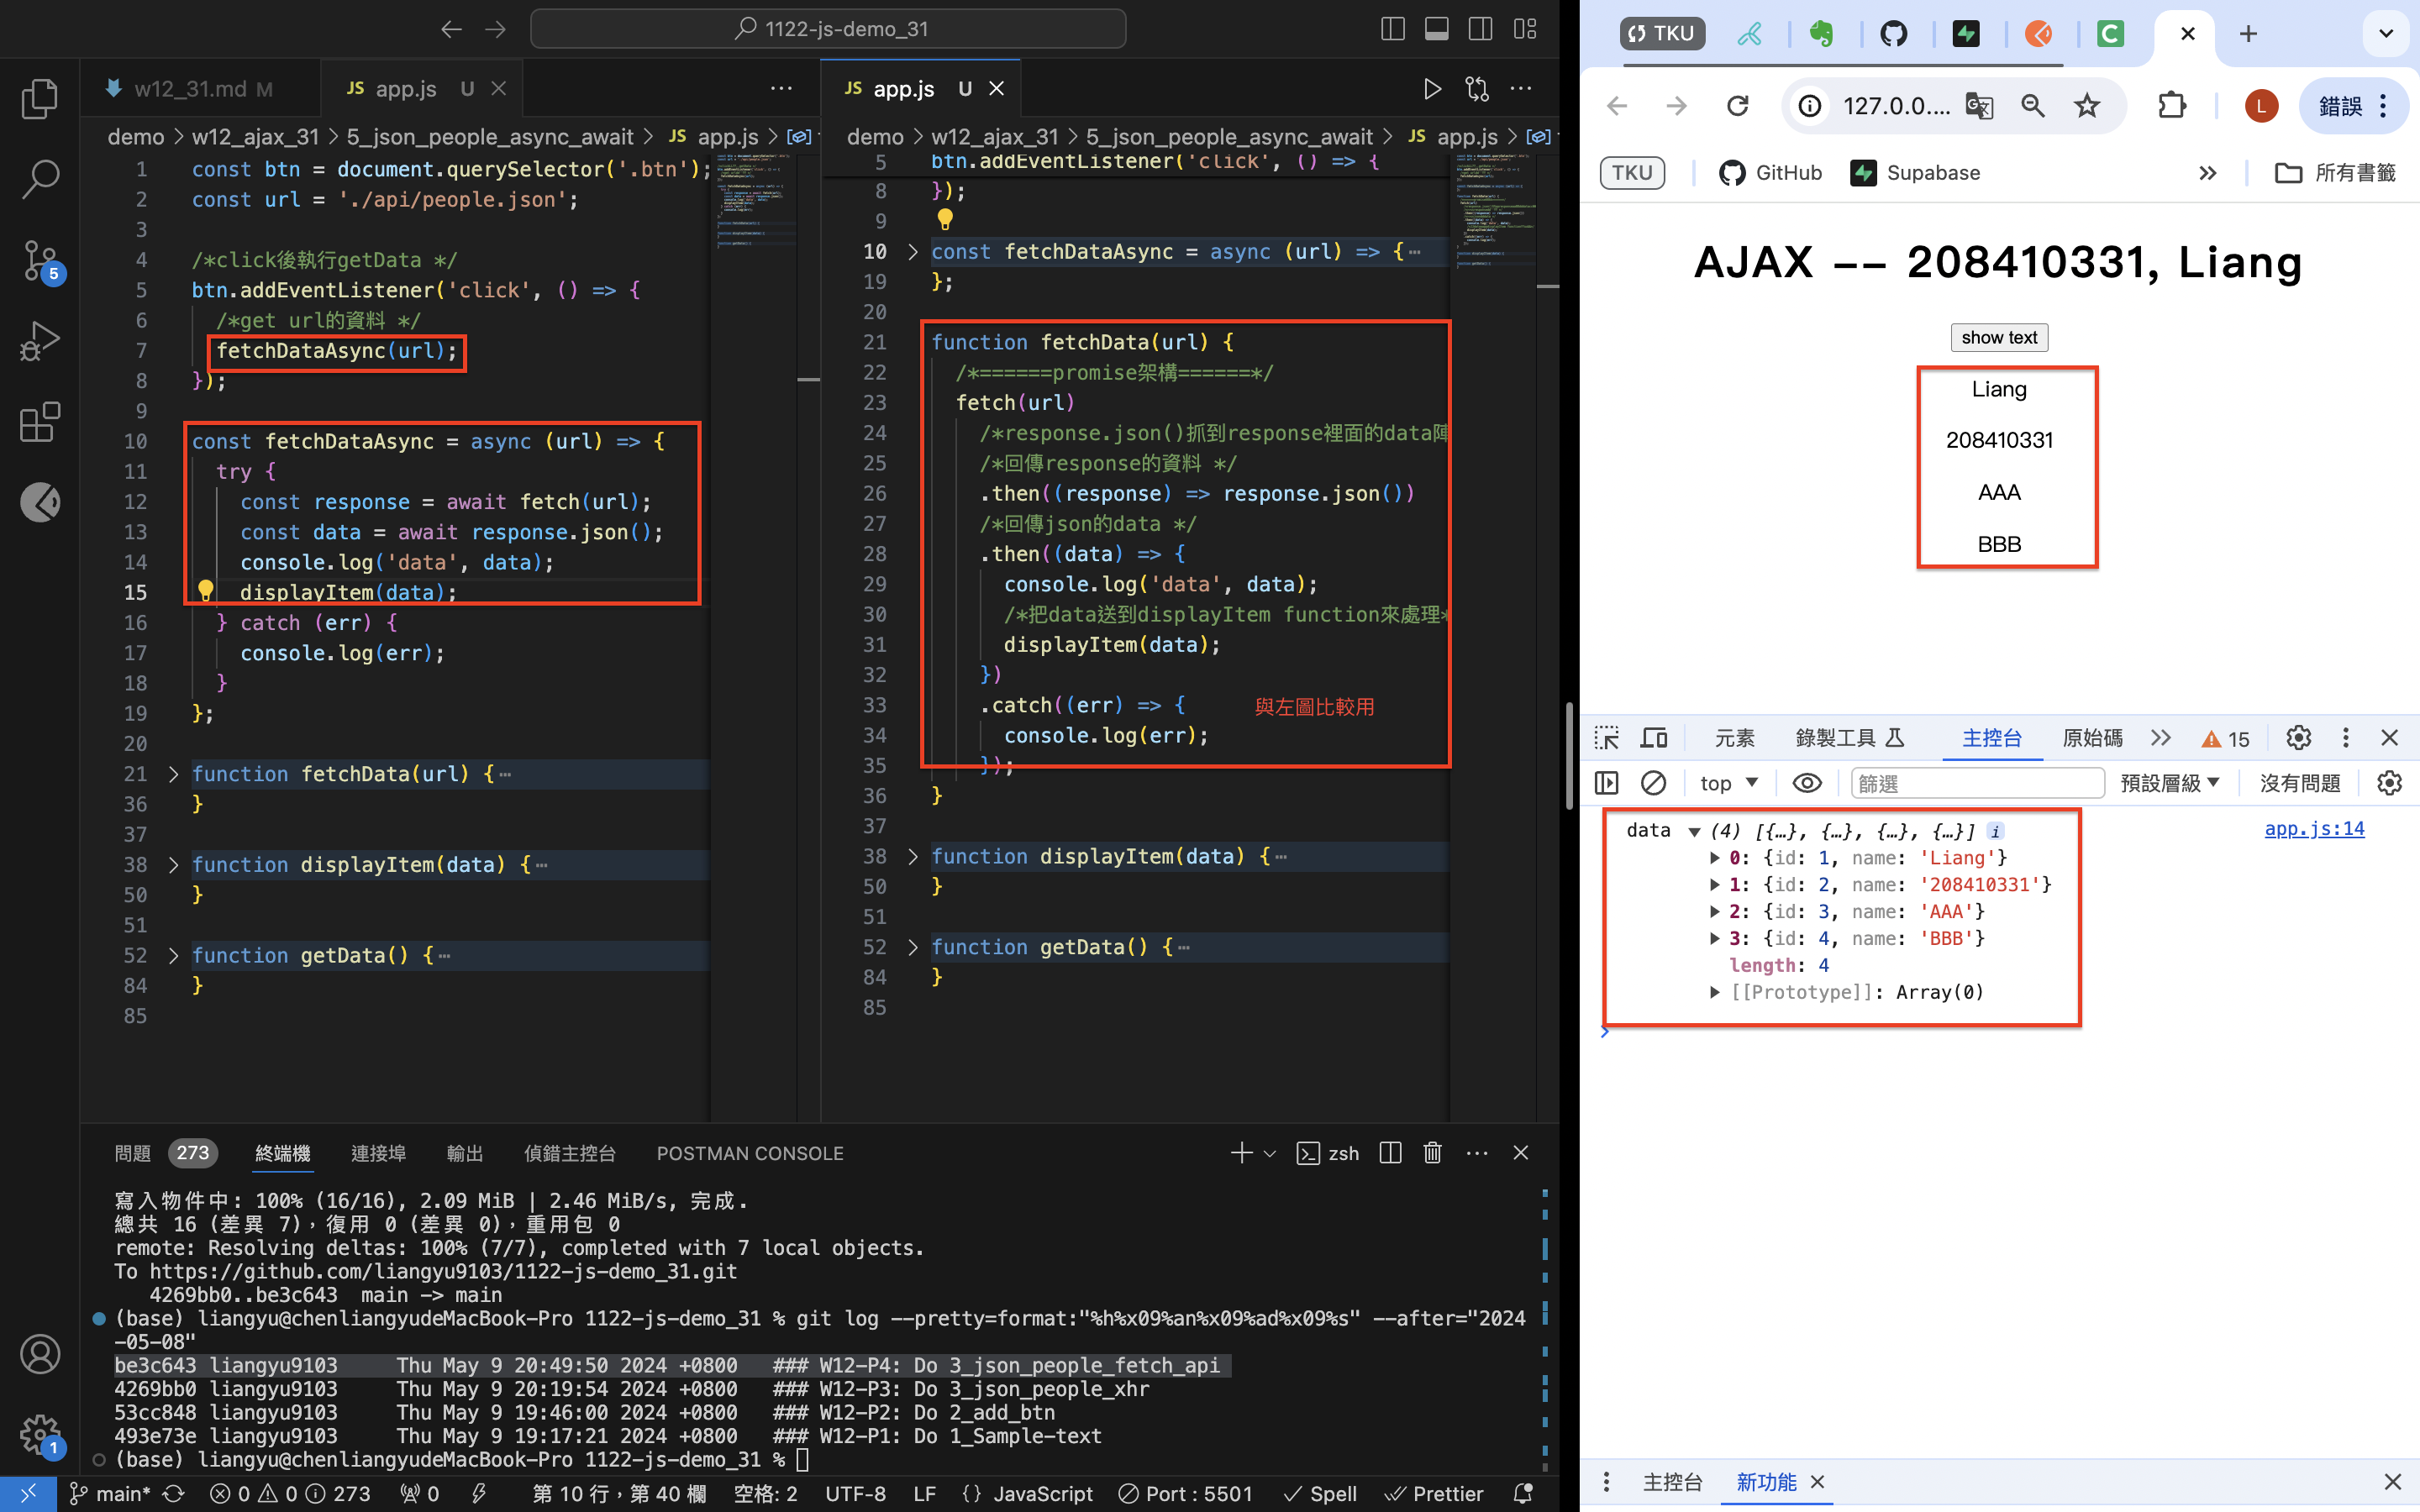 1122-js-demo_31
w12_31.md M
JS app.js U
JS app.js U
demo > w12_ajax_31 > 5_json_people_async_await > JS app.js >
1 const btn = document.querySelector('.btn');
2 const url = './api/people.json';
3
4 /*click後執行getData */
5 btn.addEventListener('click', () => {
6 /*get url的資料 */
7 fetchDataAsync(url);
8 });
9
10 const fetchDataAsync = async (url) => {
11 try {
12 const response = await fetch(url);
13 const data = await response.json();
14 console.log('data', data);
15 displayItem(data);
16 } catch (err) {
17 console.log(err);
18 }
19 };
20
21 function fetchData(url) {…
36 }
37
38 function displayItem(data) {…
50 }
51
52 function getData() {…
84 }
85
demo > w12_ajax_31 > 5_json_people_async_await > JS app.js >
5 btn.addEventListener('click', () => {
8 });
9
10 const fetchDataAsync = async (url) => {…
19 };
20
21 function fetchData(url) {
22 /*======promise架構======*/
23 fetch(url)
24 /*response.json()抓到response裡面的data陣
25 /*回傳response的資料 */
26 .then((response) => response.json())
27 /*回傳json的data */
28 .then((data) => {
29 console.log('data', data);
30 /*把data送到displayItem function來處理*
31 displayItem(data);
32 })
33 .catch((err) => { 與左圖比較用
34 console.log(err);
35 });
36 }
37
38 function displayItem(data) {…
50 }
51
52 function getData() {…
84 }
85
問題 273 終端機 連接埠 輸出 偵錯主控台 POSTMAN CONSOLE
zsh
寫入物件中: 100% (16/16), 2.09 MiB | 2.46 MiB/s, 完成.
總共 16 (差異 7)，復用 0 (差異 0)，重用包 0
remote: Resolving deltas: 100% (7/7), completed with 7 local objects.
To https://github.com/liangyu9103/1122-js-demo_31.git
4269bb0..be3c643 main -> main
(base) liangyu@chenliangyudeMacBook-Pro 1122-js-demo_31 % git log --pretty=format:"%h%x09%an%x09%ad%x09%s" --after="2024
-05-08"
be3c643 liangyu9103 Thu May 9 20:49:50 2024 +0800 ### W12-P4: Do 3_json_people_fetch_api
4269bb0 liangyu9103 Thu May 9 20:19:54 2024 +0800 ### W12-P3: Do 3_json_people_xhr
53cc848 liangyu9103 Thu May 9 19:46:00 2024 +0800 ### W12-P2: Do 2_add_btn
493e73e liangyu9103 Thu May 9 19:17:21 2024 +0800 ### W12-P1: Do 1_Sample-text
(base) liangyu@chenliangyudeMacBook-Pro 1122-js-demo_31 %
5
1
main* 0 0 273 0 第 10 行，第 40 欄 空格: 2 UTF-8 LF {} JavaScript Port : 5501 Spell Prettier
TKU
C
127.0.0.... L 錯誤
TKU GitHub Supabase » 所有書籤
AJAX -- 208410331, Liang
show text
Liang
208410331
AAA
BBB
元素 錄製工具 主控台 原始碼 » 15
top 篩選 預設層級 沒有問題
data (4) [{…}, {…}, {…}, {…}] i app.js:14
0: {id: 1, name: 'Liang'}
1: {id: 2, name: '208410331'}
2: {id: 3, name: 'AAA'}
3: {id: 4, name: 'BBB'}
length: 4
[[Prototype]]: Array(0)
主控台 新功能